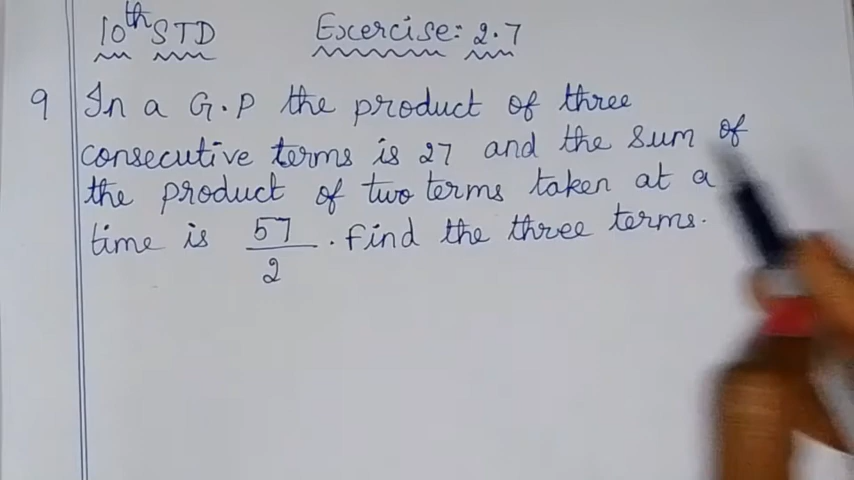 10th STD Excercise: 2.7
9 In a G.P the product of three
consecutive terms is 27 and the sum of
the product of two terms taken at a
time is 57/2. Find the three terms.